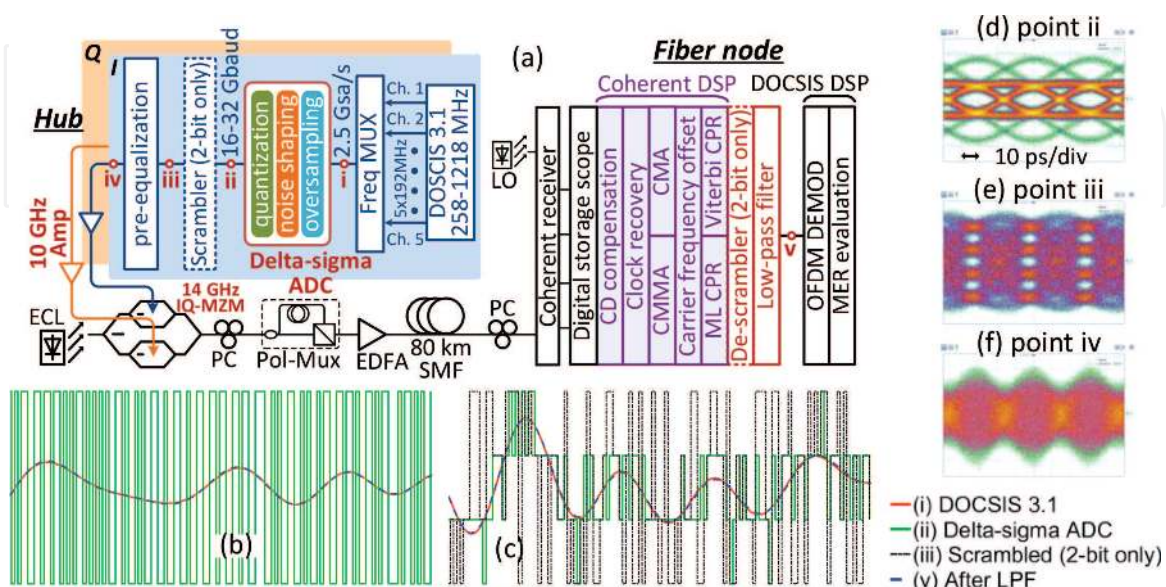 (a)
Fiber node
(d) point ii
10 ps/div
(e) point iii
(f) point iv
Q
I
Hub
pre-equalization
Scrambler (2-bit only)
16-32 Gbaud
quantization
noise shaping
oversampling
Delta-sigma
ADC
2.5 Gsa/s
Freq MUX
Ch. 1
Ch. 2
5x192MHz
Ch. 5
DOSCIS 3.1
258-1218 MHz
iv
iii
ii
i
10 GHz
Amp
14 GHz
IQ-MZM
ECL
PC
Pol-Mux
EDFA
80 km
SMF
PC
LO
Coherent receiver
Digital storage scope
Coherent DSP
CD compensation
Clock recovery
CMMA
CMA
Carrier frequency offset
ML CPR
Viterbi CPR
De-scrambler (2-bit only)
Low-pass filter
v
DOCSIS DSP
OFDM DEMOD
MER evaluation
(b)
(c)
(i) DOCSIS 3.1
(ii) Delta-sigma ADC
(iii) Scrambled (2-bit only)
(v) After LPF